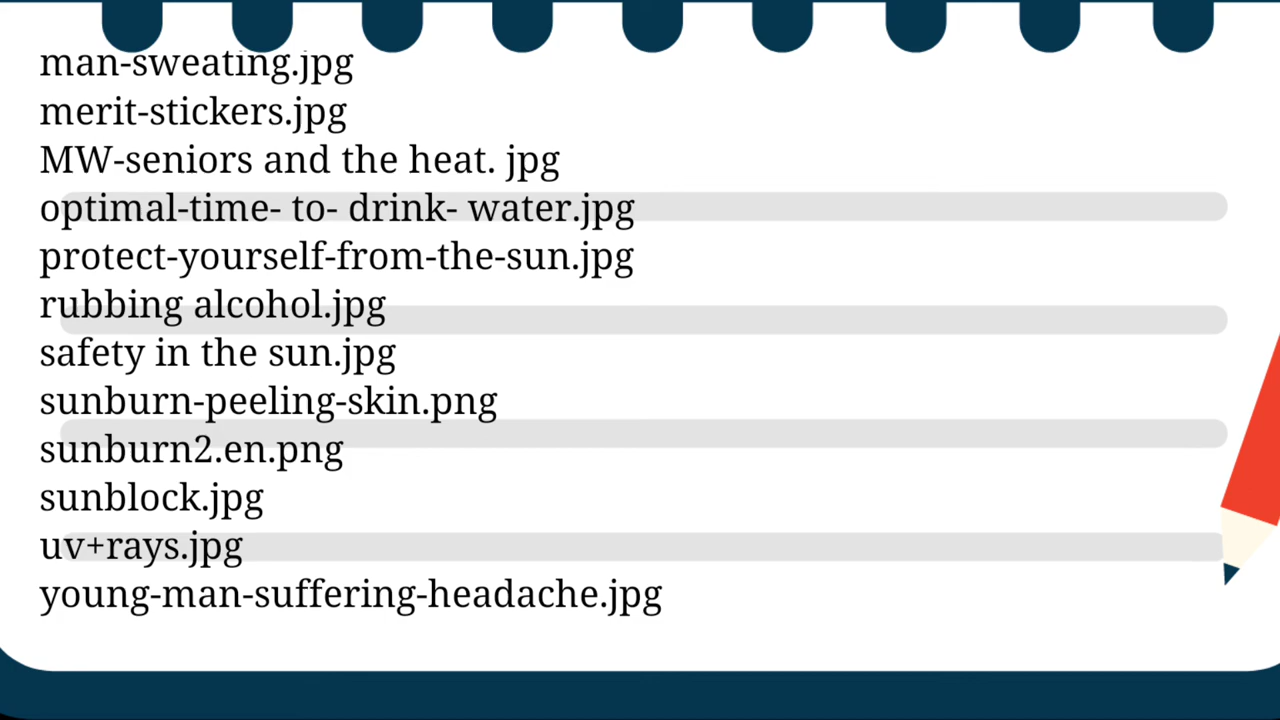 man-sweating.jpg
merit-stickers.jpg
MW-seniors and the heat. jpg
optimal-time- to- drink- water.jpg
protect-yourself-from-the-sun.jpg
rubbing alcohol.jpg
safety in the sun.jpg
sunburn-peeling-skin.png
sunburn2.en.png
sunblock.jpg
uv+rays.jpg
young-man-suffering-headache.jpg